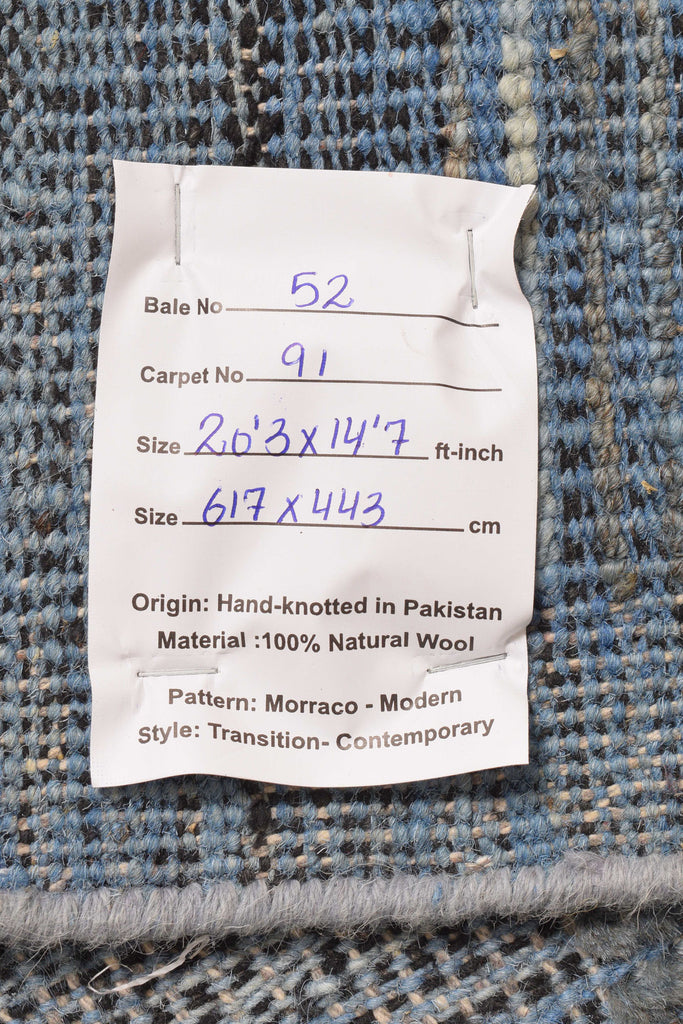 Bale No 52
Carpet No 91
Size 20'3 x 14'7 ft-inch
Size 617 x 443 cm
Origin: Hand-knotted in Pakistan
Material :100% Natural Wool
Pattern: Morraco - Modern
Style: Transition- Contemporary